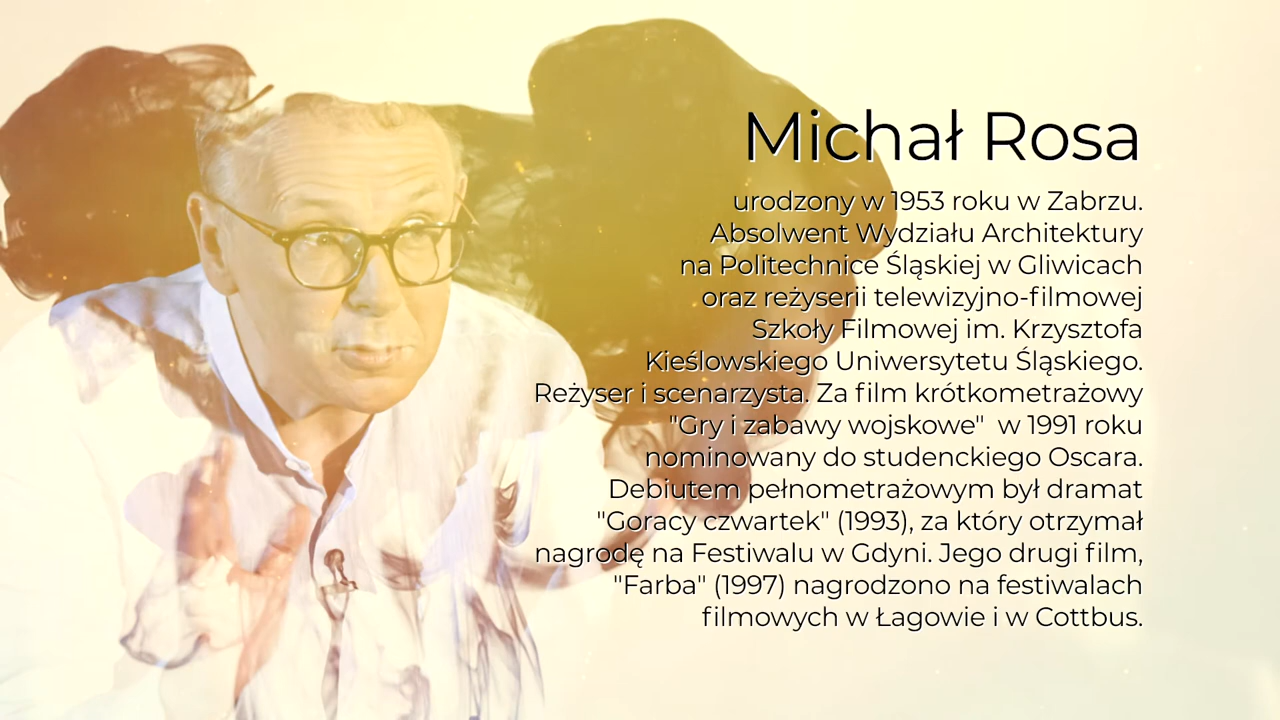 Michał Rosa
urodzony w 1953 roku w Zabrzu.
Absolwent Wydziału Architektury
na Politechnice Śląskiej w Gliwicach
oraz reżyserii telewizyjno-filmowej
Szkoły Filmowej im. Krzysztofa
Kieślowskiego Uniwersytetu Śląskiego.
Reżyser i scenarzysta. Za film krótkometrażowy
"Gry i zabawy wojskowe"  w 1991 roku
nominowany do studenckiego Oscara.
Debiutem pełnometrażowym był dramat
"Goracy czwartek" (1993), za który otrzymał
nagrodę na Festiwalu w Gdyni. Jego drugi film,
"Farba" (1997) nagrodzono na festiwalach
filmowych w Łagowie i w Cottbus.